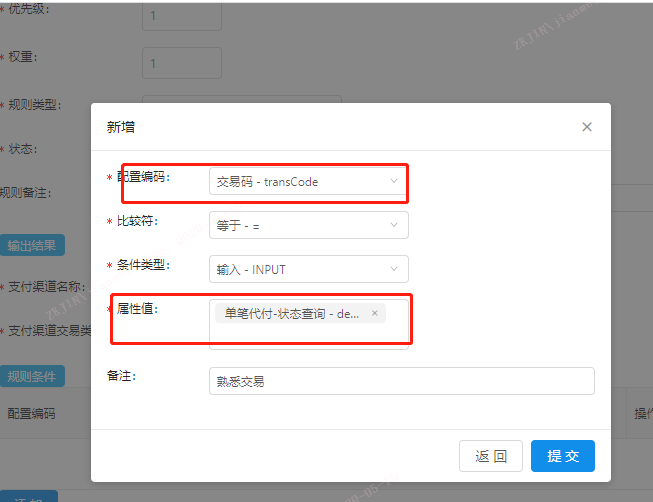 * 优先级:
1
* 权重:
1
* 规则类型:
* 状态:
规则备注:
输出结果
* 支付渠道名称:
* 支付渠道交易类
规则条件
配置编码
操作
添 加
新增
×
* 配置编码:
交易码 - transCode
* 比较符:
等于 - =
* 条件类型:
输入 - INPUT
* 属性值:
单笔代付-状态查询 - de... ×
备注:
熟悉交易
返 回
提 交